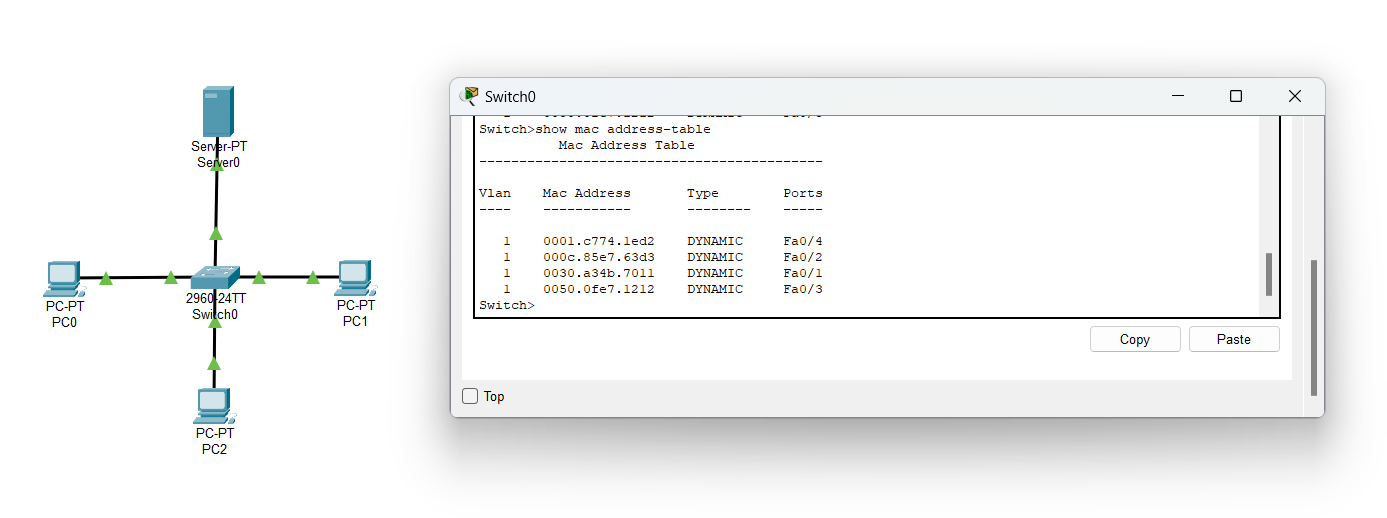 Server-PT
Server0
PC-PT
PC0
2960-24TT
Switch0
PC-PT
PC1
PC-PT
PC2
Switch0
Switch>show mac address-table
Mac Address Table
-------------------------------------------
Vlan Mac Address Type Ports
---- ----------- -------- -----
1 0001.c774.1ed2 DYNAMIC Fa0/4
1 000c.85e7.63d3 DYNAMIC Fa0/2
1 0030.a34b.7011 DYNAMIC Fa0/1
1 0050.0fe7.1212 DYNAMIC Fa0/3
Switch>
Copy Paste
Top